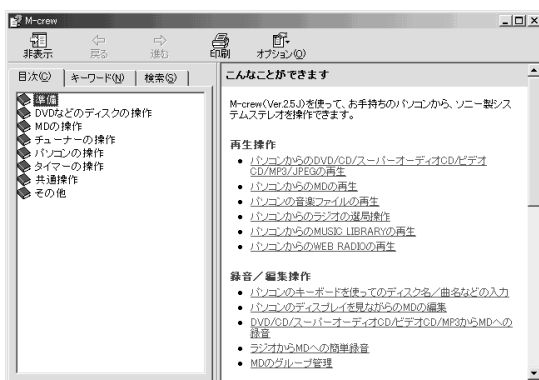 M-crew
非表示
戻る
進む
印刷
オプション(O)
目次(C)
キーワード(N)
検索(S)
準備
DVDなどのディスクの操作
MDの操作
チューナーの操作
パソコンの操作
タイマーの操作
共通操作
その他
こんなことができます
M-crew(Ver.2.5J)を使って、お手持ちのパソコンから、ソニー製シス
テムステレオを操作できます。
再生操作
パソコンからのDVD/CD/スーパーオーディオCD/ビデオ
CD/MP3/JPEGの再生
パソコンからのMDの再生
パソコンの音楽ファイルの再生
パソコンからのラジオの選局操作
パソコンからのMUSIC LIBRARYの再生
パソコンからのWEB RADIOの再生
録音／編集操作
パソコンのキーボードを使ってのディスク名／曲名などの入力
パソコンのディスプレイを見ながらのMDの編集
DVD/CD/スーパーオーディオCD/ビデオCD/MP3からMDへの
録音
ラジオからMDへの簡単録音
MDのグループ管理